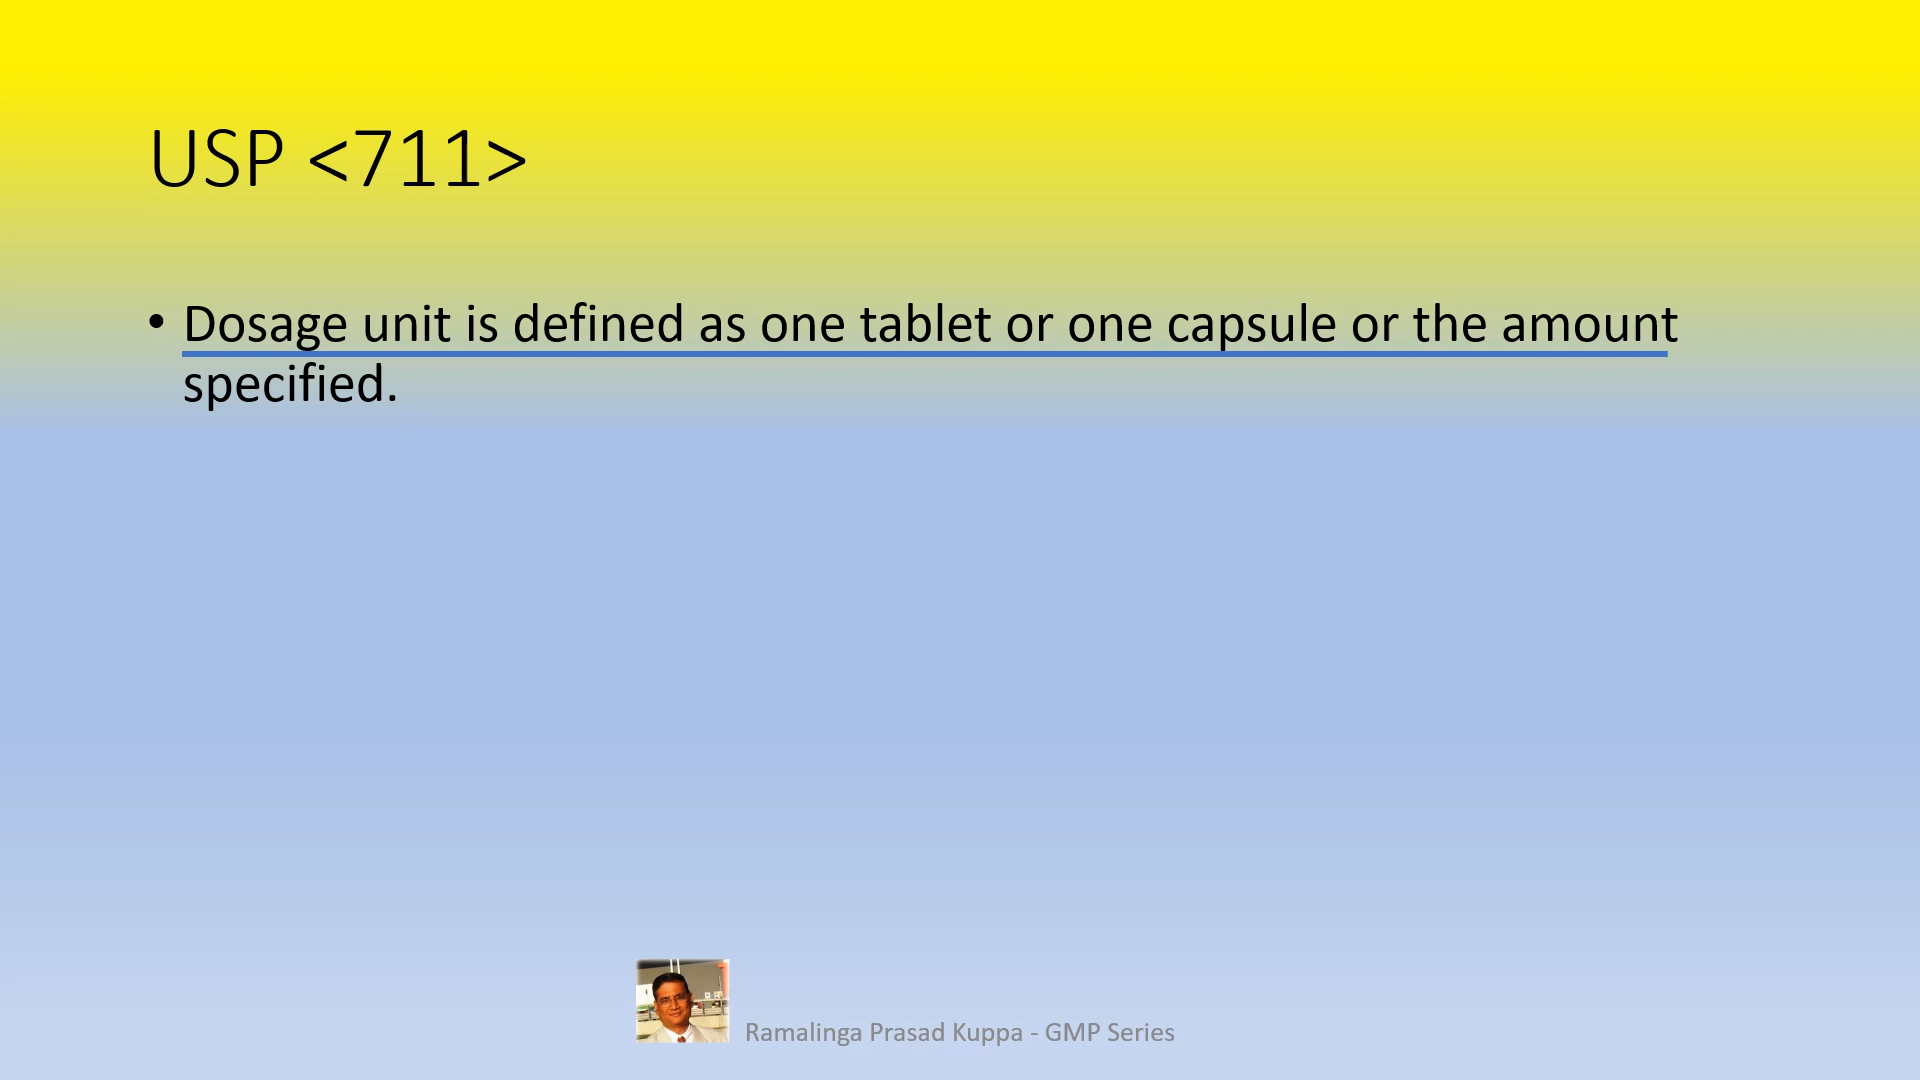 USP <711>
• Dosage unit is defined as one tablet or one capsule or the amount
specified.
Ramalinga Prasad Kuppa - GMP Series